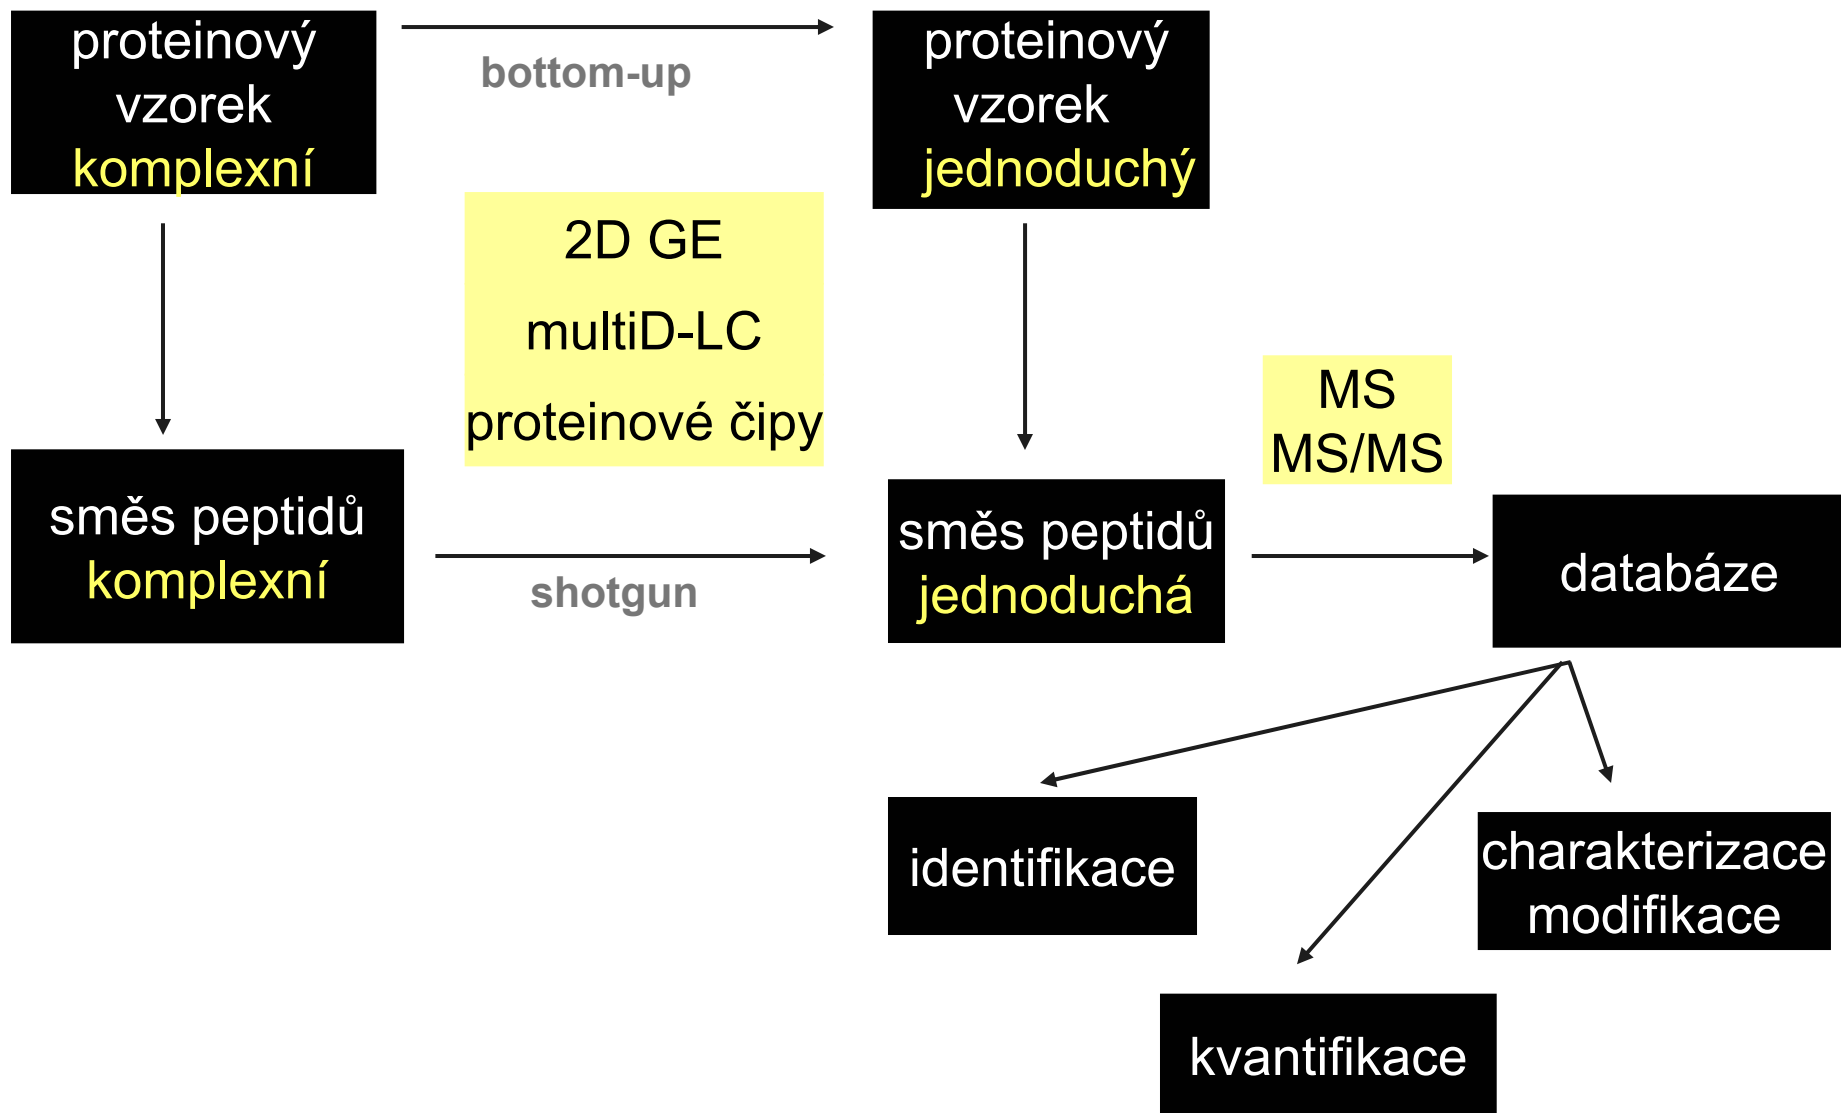 proteinový
vzorek
komplexní
bottom-up
proteinový
vzorek
jednoduchý
2D GE
multiD-LC
proteinové čipy
MS
MS/MS
směs peptidů
komplexní
shotgun
směs peptidů
jednoduchá
databáze
identifikace
charakterizace
modifikace
kvantifikace